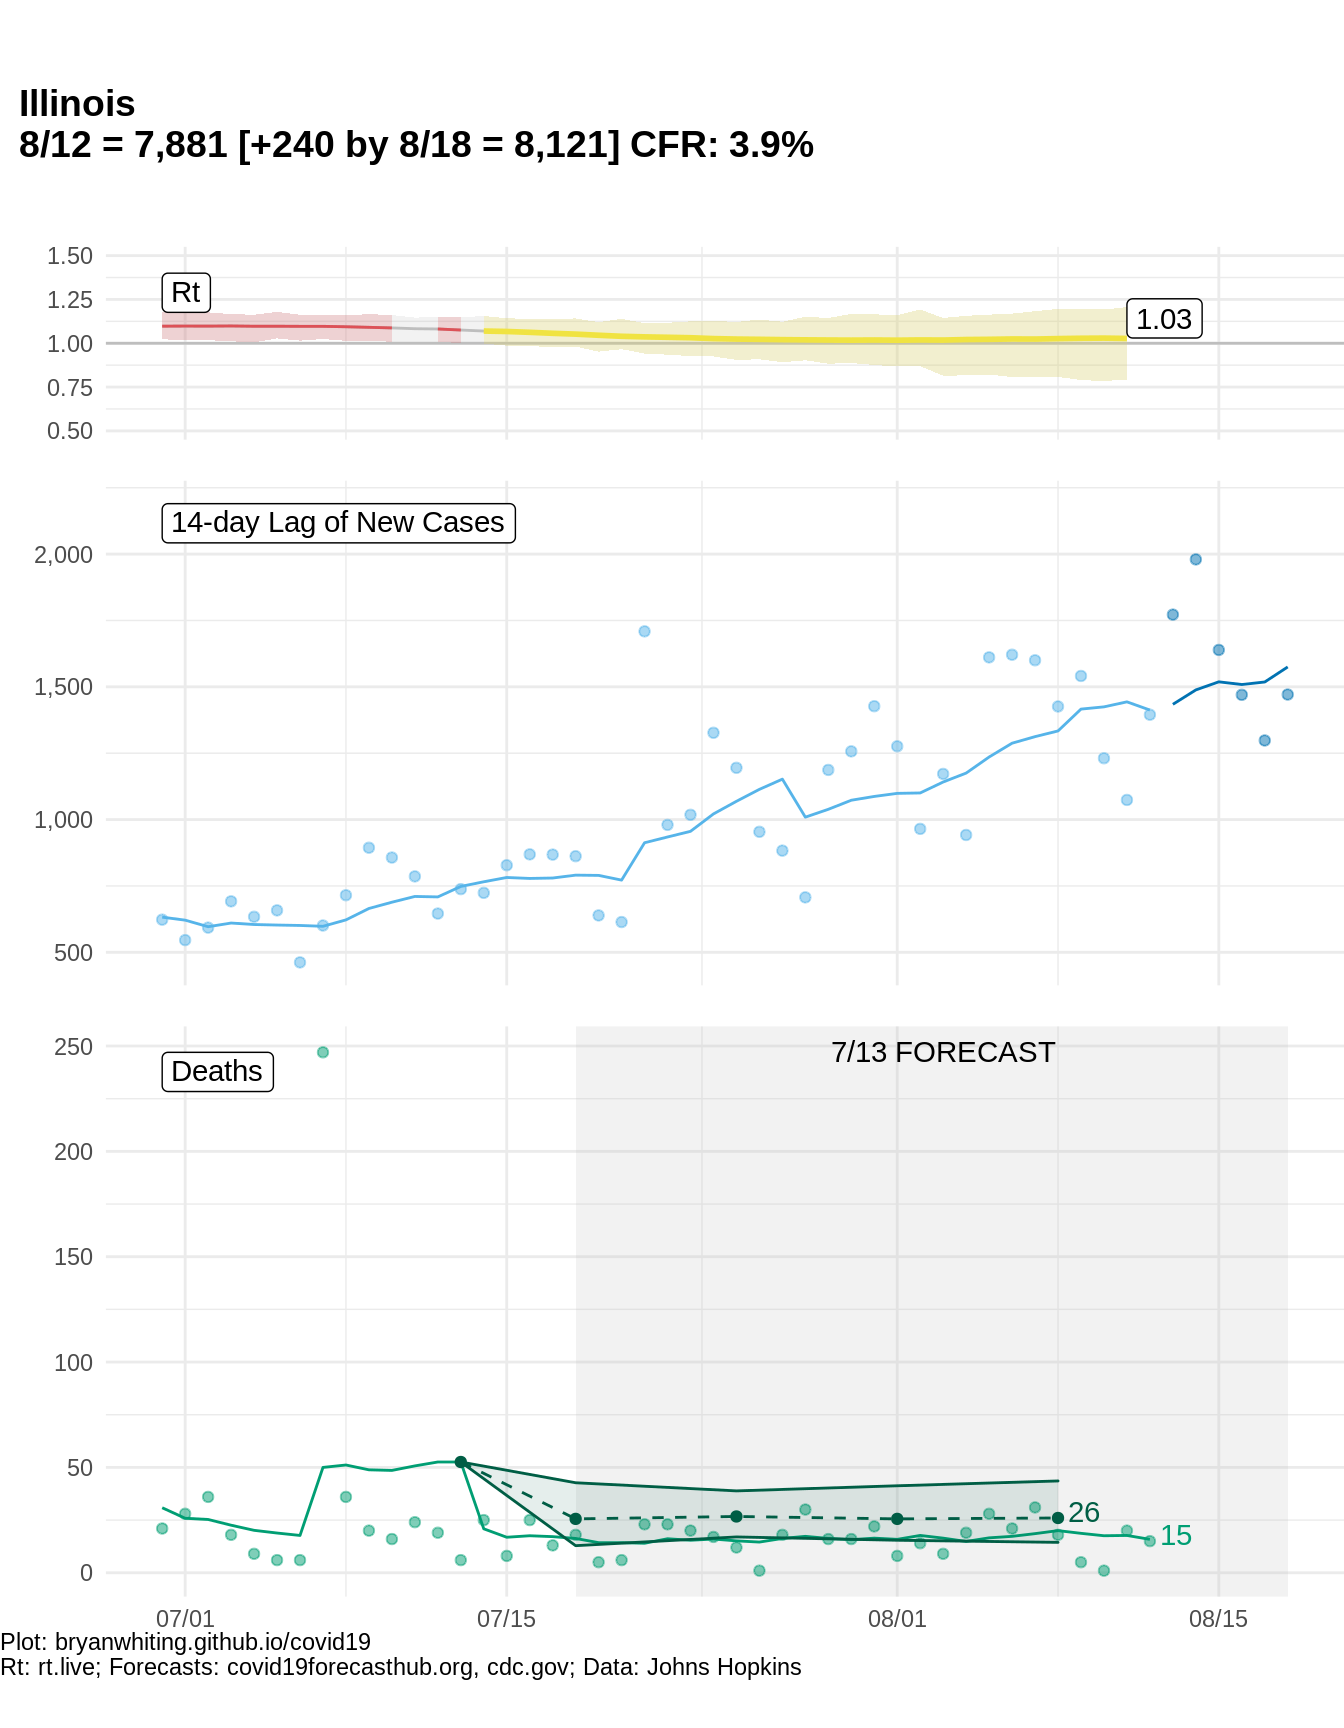 Illinois
8/12 = 7,881 [+240 by 8/18 = 8,121] CFR: 3.9%
1.50
1.25
1.00
0.75
0.50
Rt
1.03
14-day Lag of New Cases
2,000
1,500
1,000
500
7/13 FORECAST
Deaths
250
200
150
100
50
0
26
15
07/01 07/15 08/01 08/15
Plot: bryanwhiting.github.io/covid19
Rt: rt.live; Forecasts: covid19forecasthub.org, cdc.gov; Data: Johns Hopkins